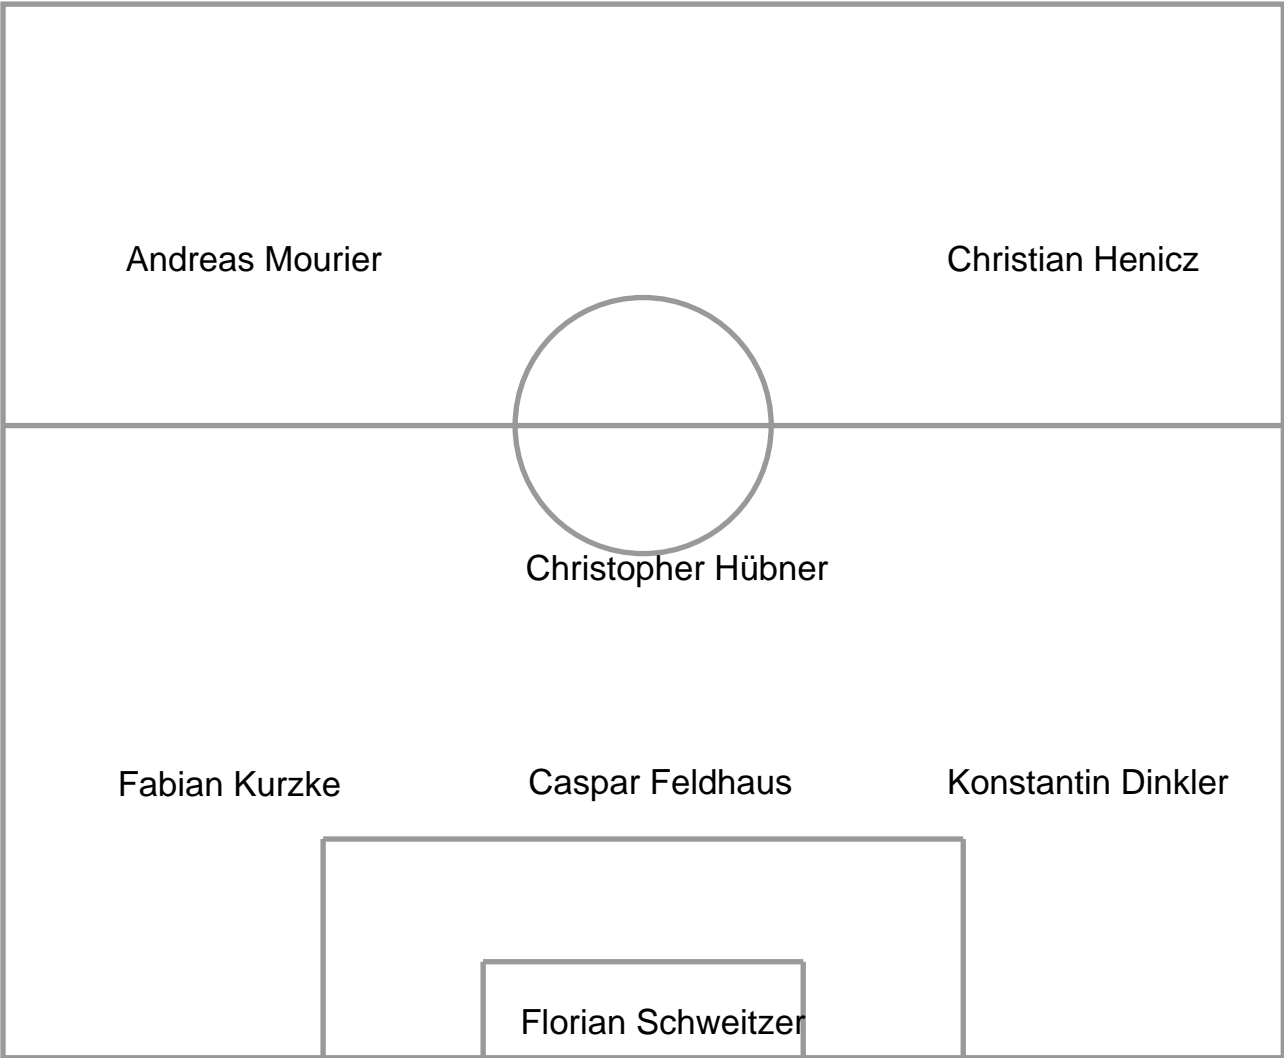 Andreas Mourier
Christian Henicz
Christopher Hübner
Fabian Kurzke
Caspar Feldhaus
Konstantin Dinkler
Florian Schweitzer